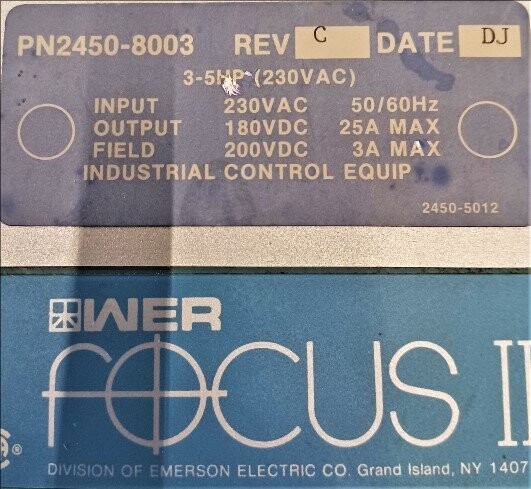 PN2450-8003 REV C DATE DJ
3-5HP (230VAC)
INPUT 230VAC 50/60Hz
OUTPUT 180VDC 25A MAX
FIELD 200VDC 3A MAX
INDUSTRIAL CONTROL EQUIP
2450-5012
WER
FOCUS II
®
DIVISION OF EMERSON ELECTRIC CO. Grand Island, NY 1407